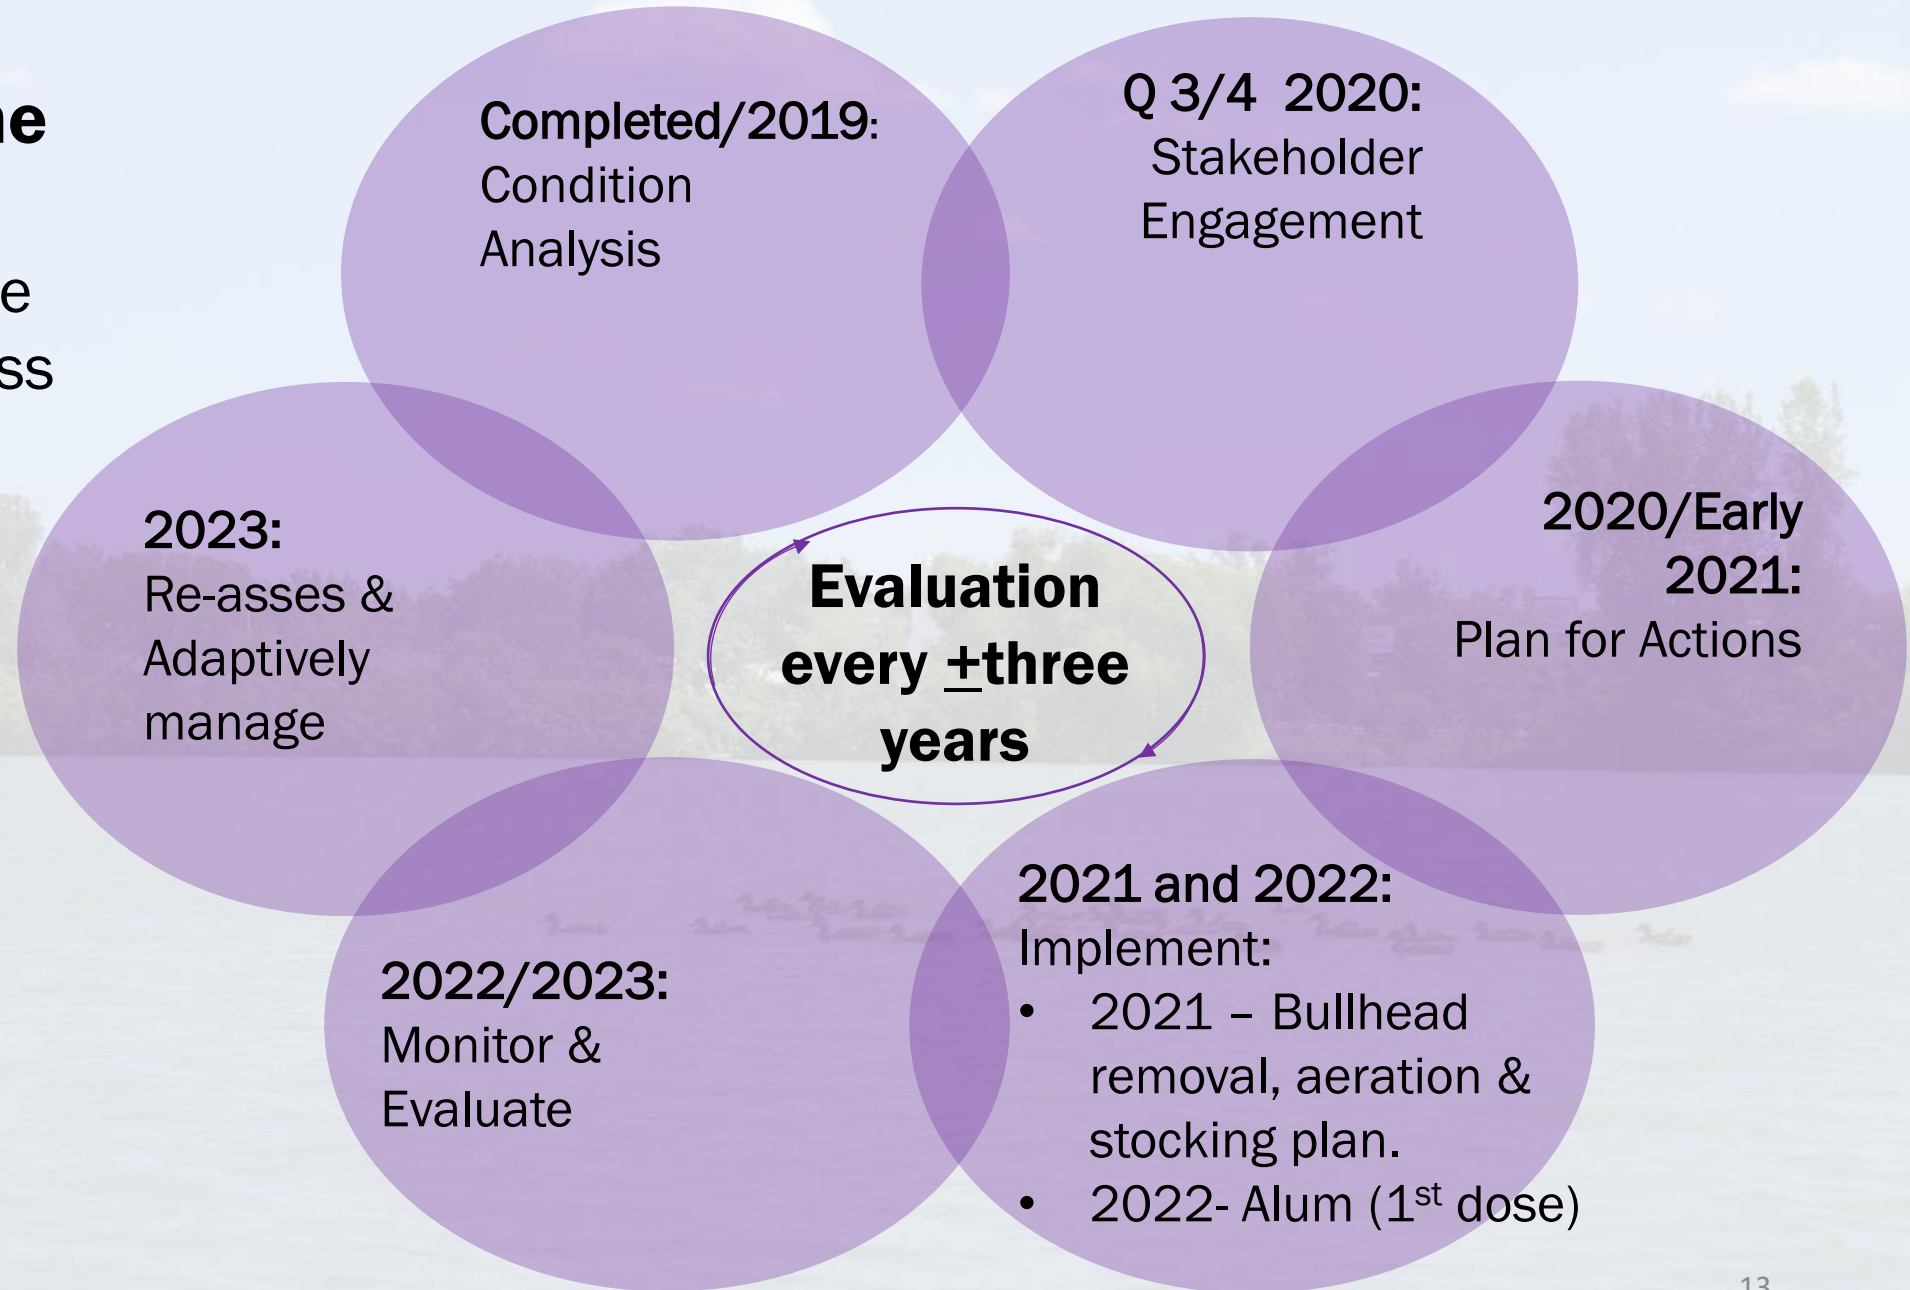 Completed/2019:
Condition
Analysis
Q 3/4 2020:
Stakeholder
Engagement
2020/Early
2021:
Plan for Actions
2021 and 2022:
Implement:
• 2021 – Bullhead
removal, aeration &
stocking plan.
• 2022- Alum (1st dose)
2022/2023:
Monitor &
Evaluate
2023:
Re-asses &
Adaptively
manage
Evaluation
every +three
years
13